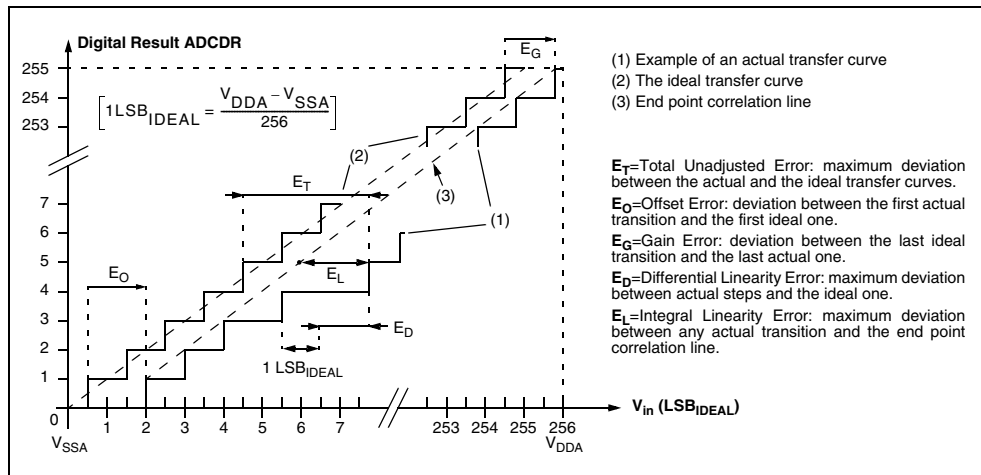 Digital Result ADCDR
E_G
255
254
253
[1LSB_IDEAL = (V_DDA – V_SSA) / 256]
(2)
(3)
(1)
E_T
7
6
5
4
3
2
1
0
E_O
E_L
E_D
1 LSB_IDEAL
1 2 3 4 5 6 7 253 254 255 256
V_SSA
V_DDA
V_in (LSB_IDEAL)
(1) Example of an actual transfer curve
(2) The ideal transfer curve
(3) End point correlation line
E_T=Total Unadjusted Error: maximum deviation
between the actual and the ideal transfer curves.
E_O=Offset Error: deviation between the first actual
transition and the first ideal one.
E_G=Gain Error: deviation between the last ideal
transition and the last actual one.
E_D=Differential Linearity Error: maximum deviation
between actual steps and the ideal one.
E_L=Integral Linearity Error: maximum deviation
between any actual transition and the end point
correlation line.